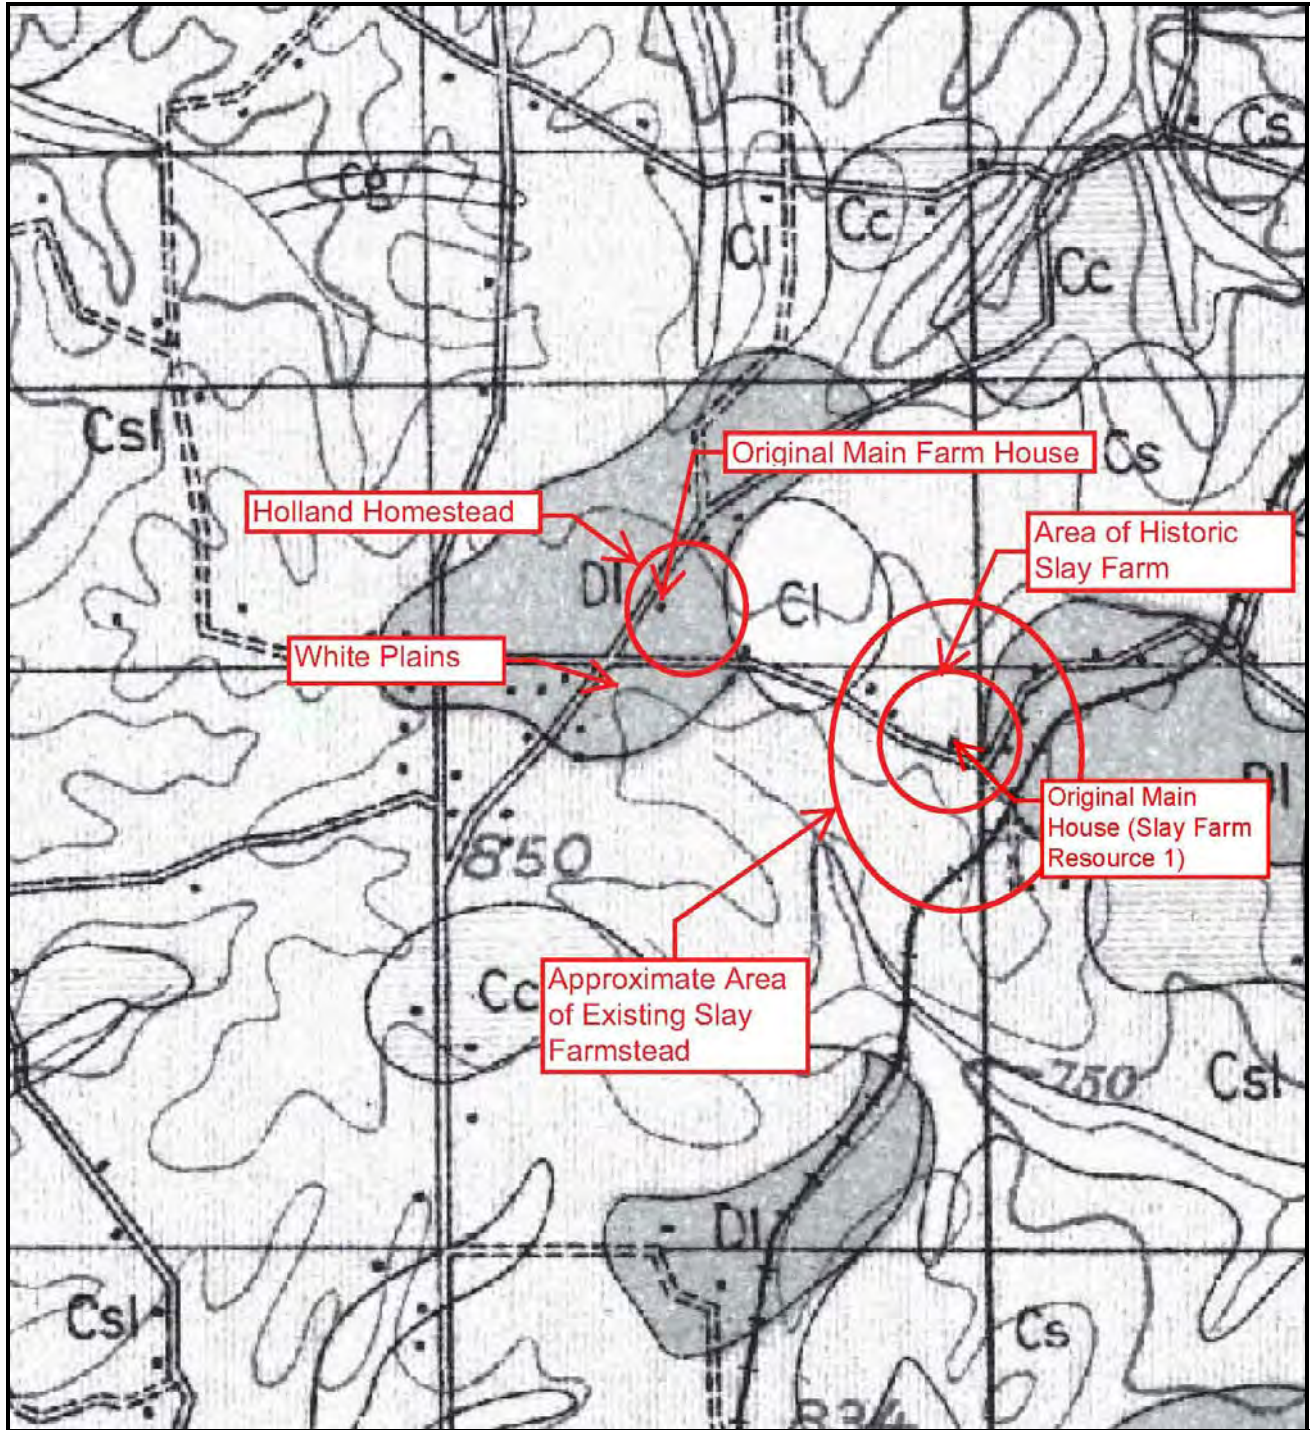 Cs
Cg
Cl
Cc
Cc
Csl
Original Main Farm House
Cs
Holland Homestead
Area of Historic
Slay Farm
Dl
Cl
White Plains
Dl
Original Main
House (Slay Farm
Resource 1)
850
Approximate Area
of Existing Slay
Farmstead
Cc
750
Csl
Dl
Csl
Cs
834